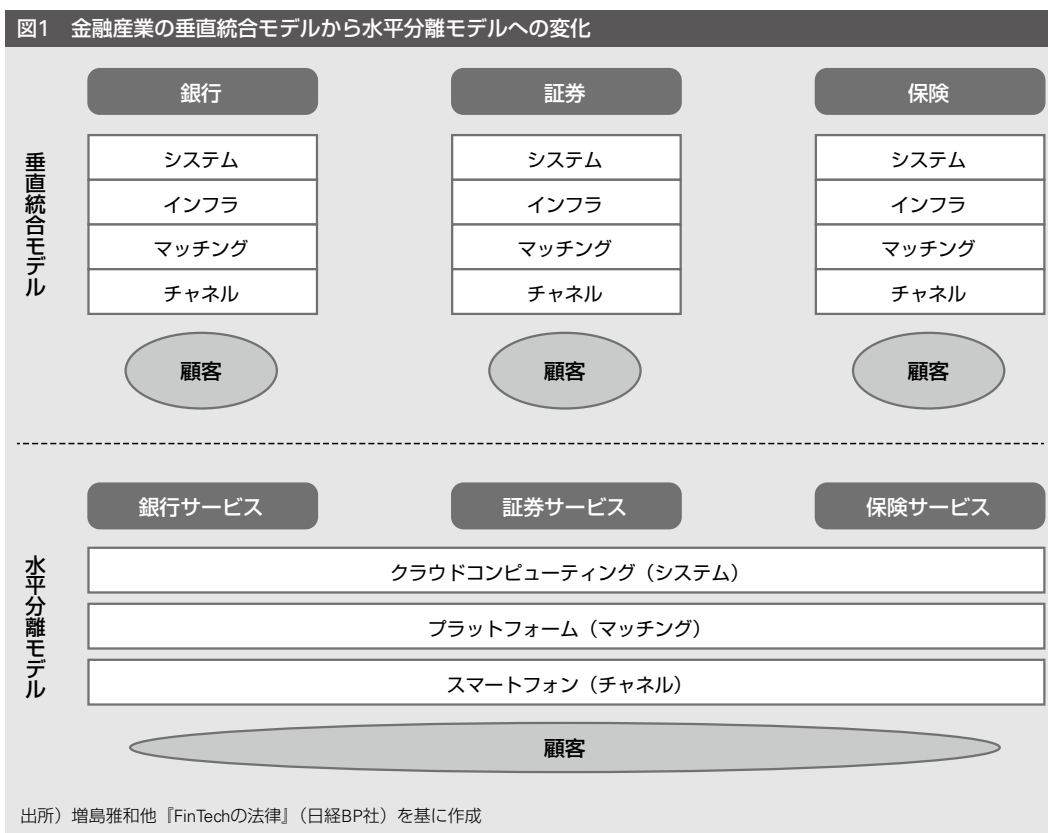 図1 金融産業の垂直統合モデルから水平分離モデルへの変化
垂直統合モデル
銀行 証券 保険
システム システム システム
インフラ インフラ インフラ
マッチング マッチング マッチング
チャネル チャネル チャネル
顧客 顧客 顧客
水平分離モデル
銀行サービス 証券サービス 保険サービス
クラウドコンピューティング（システム）
プラットフォーム（マッチング）
スマートフォン（チャネル）
顧客
出所）増島雅和他『FinTechの法律』（日経BP社）を基に作成